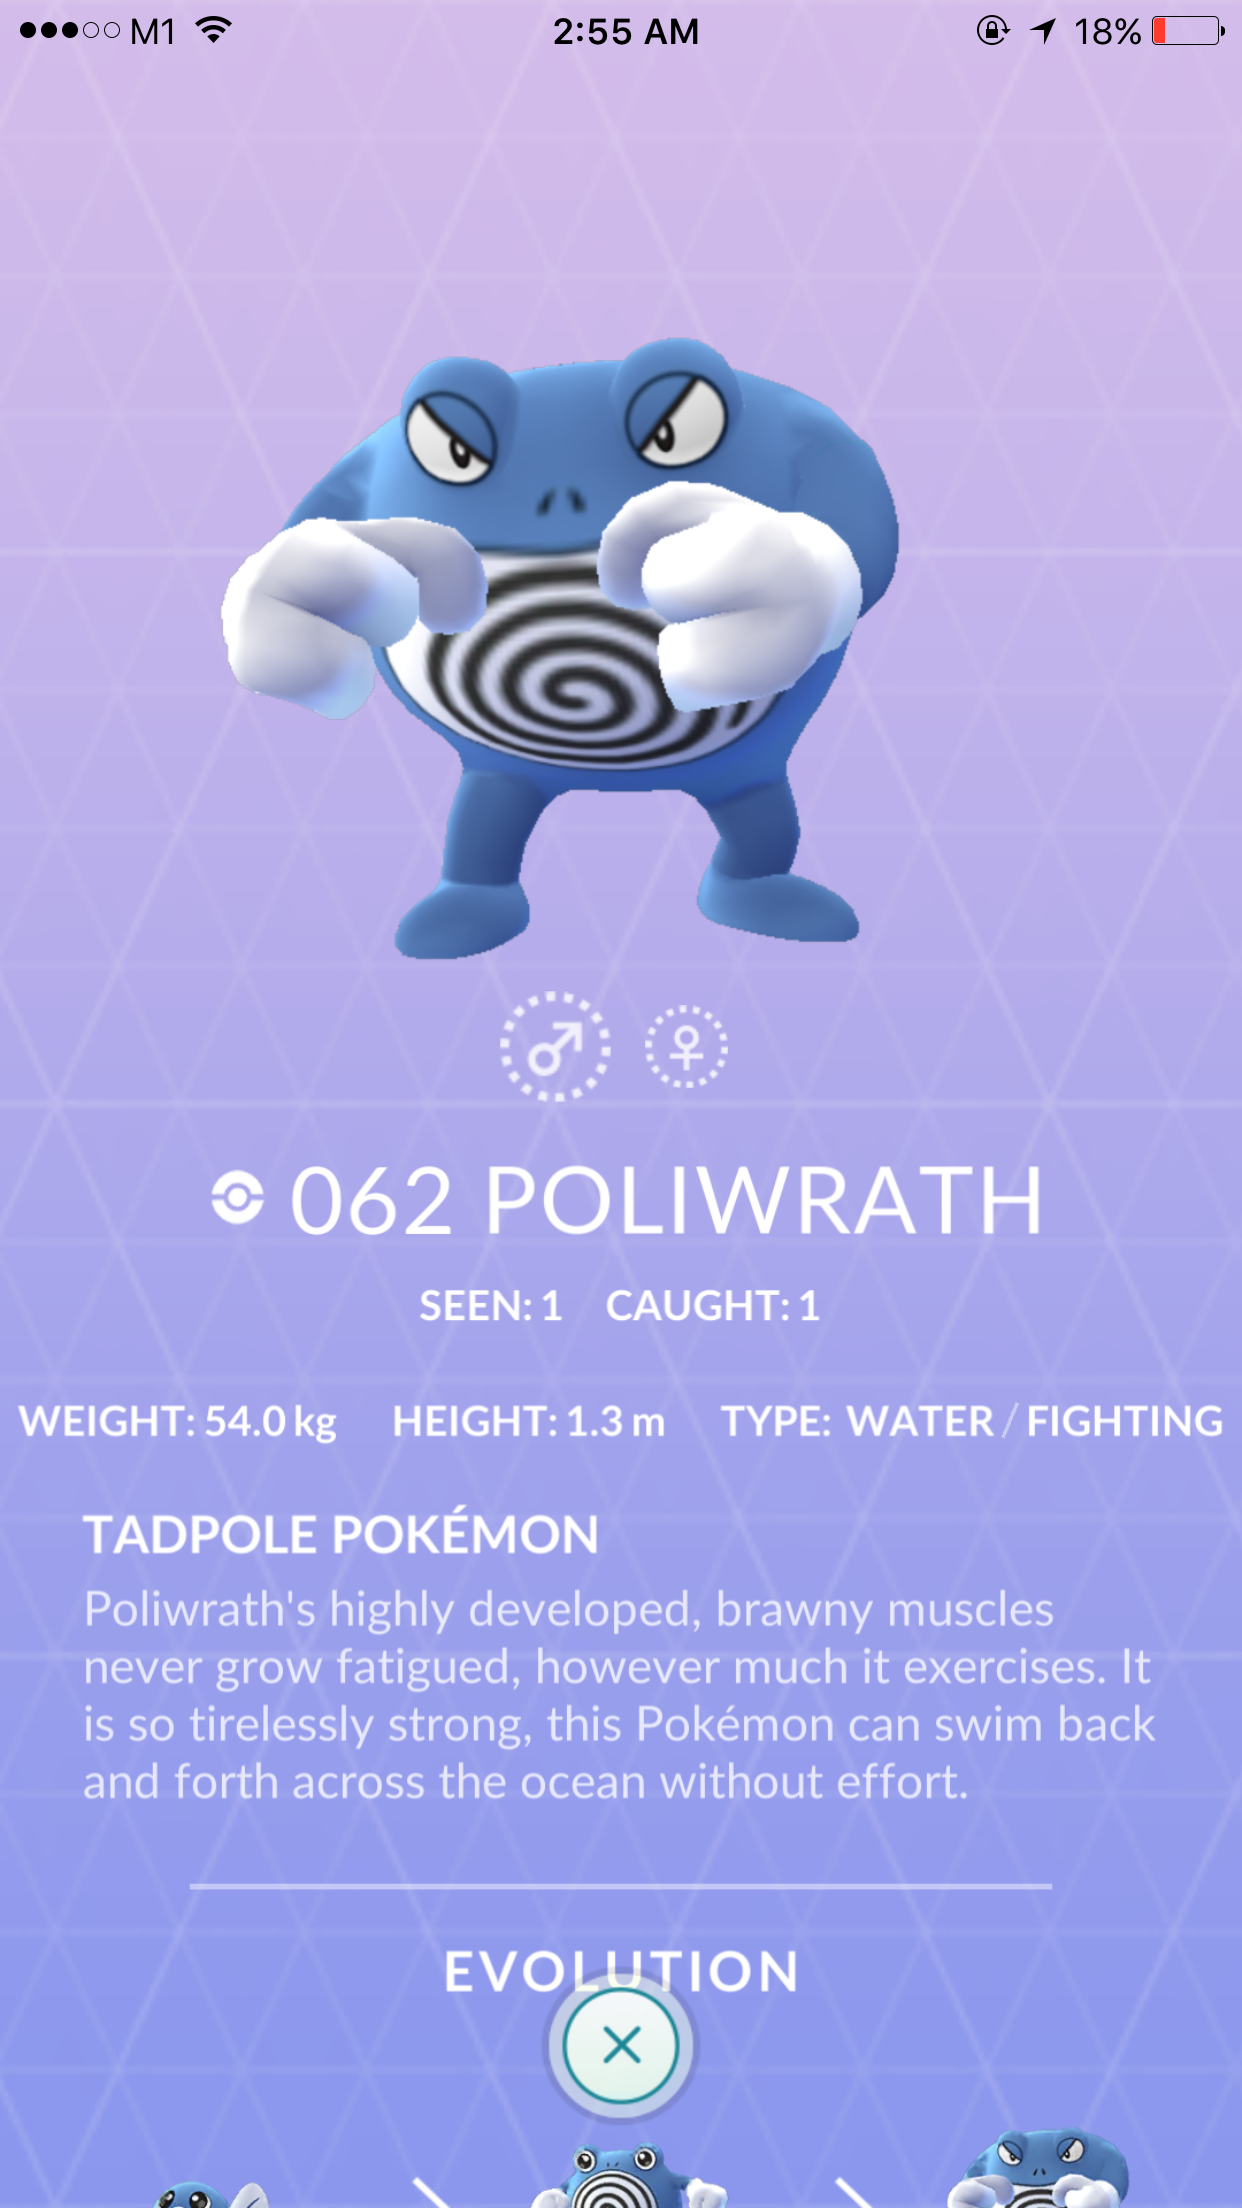 M1 2:55 AM 18%
062 POLIWRATH
SEEN: 1 CAUGHT: 1
WEIGHT: 54.0 kg HEIGHT: 1.3 m TYPE: WATER / FIGHTING
TADPOLE POKÉMON
Poliwrath's highly developed, brawny muscles
never grow fatigued, however much it exercises. It
is so tirelessly strong, this Pokémon can swim back
and forth across the ocean without effort.
EVOLUTION